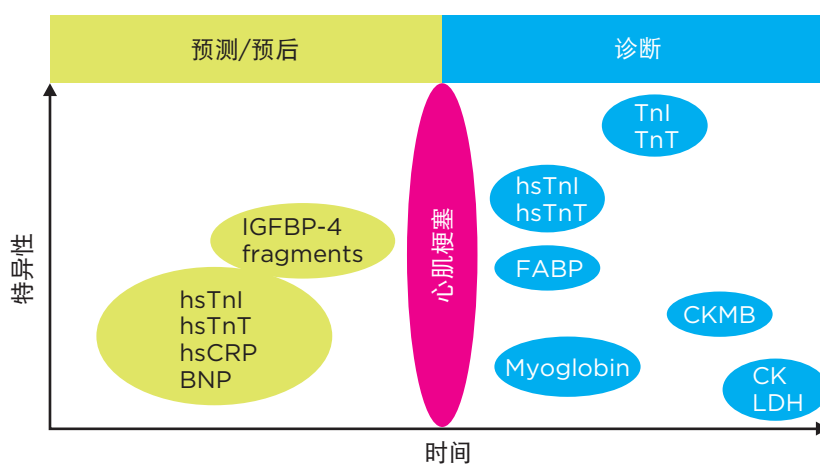 预测/预后
诊断
特异性
IGFBP-4
fragments
hsTnI
hsTnT
hsCRP
BNP
心肌梗塞
TnI
TnT
hsTnI
hsTnT
FABP
CKMB
Myoglobin
CK
LDH
时间